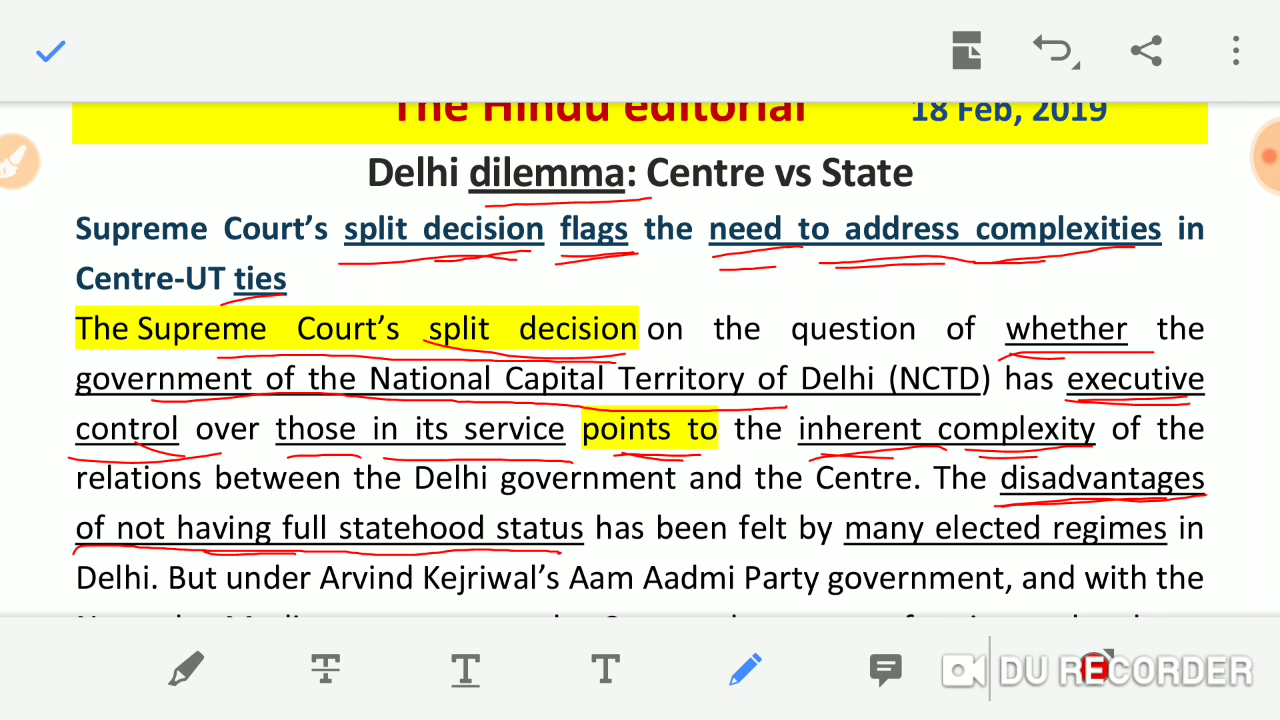 The Hindu editorial 18 Feb, 2019
Delhi dilemma: Centre vs State
Supreme Court’s split decision flags the need to address complexities in
Centre-UT ties
The Supreme Court’s split decision on the question of whether the
government of the National Capital Territory of Delhi (NCTD) has executive
control over those in its service points to the inherent complexity of the
relations between the Delhi government and the Centre. The disadvantages
of not having full statehood status has been felt by many elected regimes in
Delhi. But under Arvind Kejriwal’s Aam Aadmi Party government, and with the
T T T
DU RECORDER